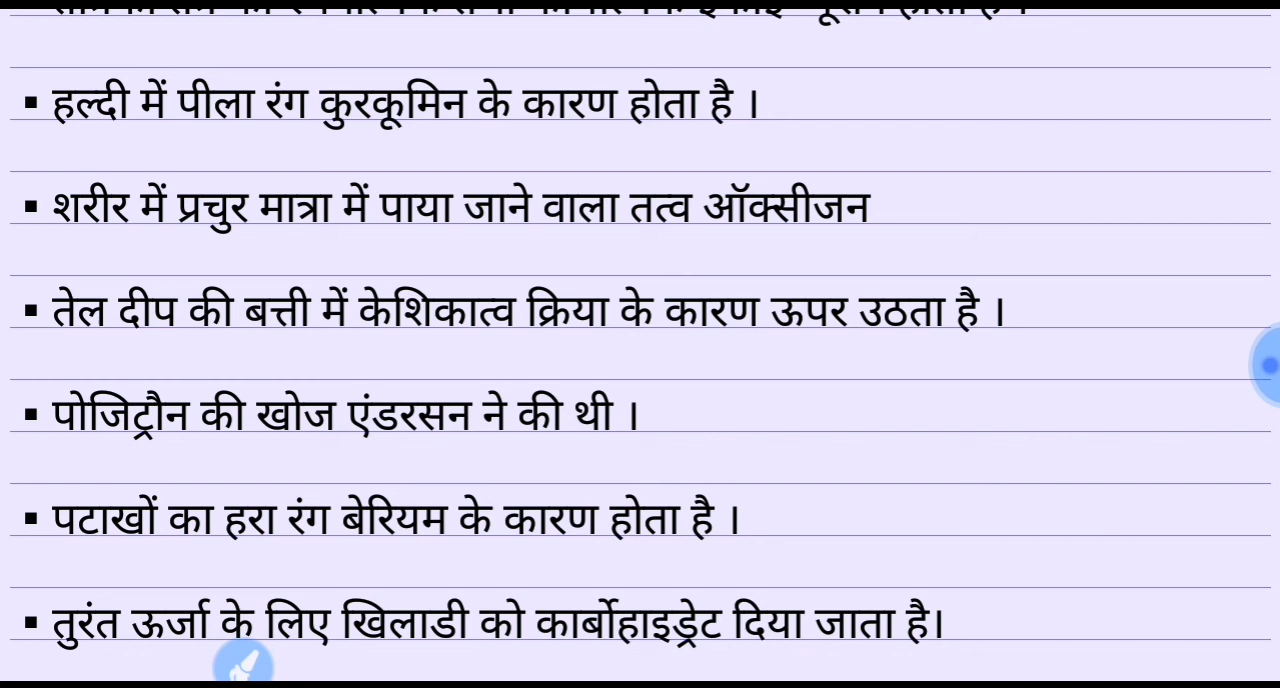 ▪ हल्दी में पीला रंग कुरकूमिन के कारण होता है ।
▪ शरीर में प्रचुर मात्रा में पाया जाने वाला तत्व ऑक्सीजन
▪ तेल दीप की बत्ती में केशिकात्व क्रिया के कारण ऊपर उठता है ।
▪ पोजिट्रौन की खोज एंडरसन ने की थी ।
▪ पटाखों का हरा रंग बेरियम के कारण होता है ।
▪ तुरंत ऊर्जा के लिए खिलाडी को कार्बोहाइड्रेट दिया जाता है।